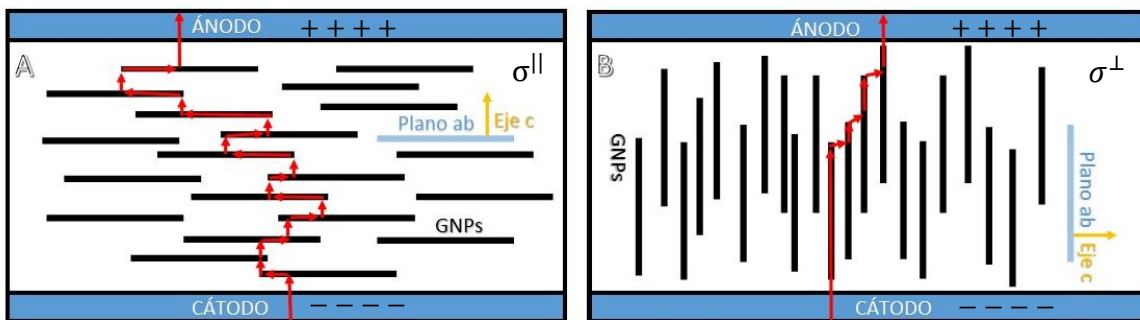 ÁNODO + + + +
A
σ||
Plano ab
Eje c
GNPs
CÁTODO – – – –
ÁNODO + + + +
B
σ⊥
GNPs
Plano ab
Eje c
CÁTODO – – – –